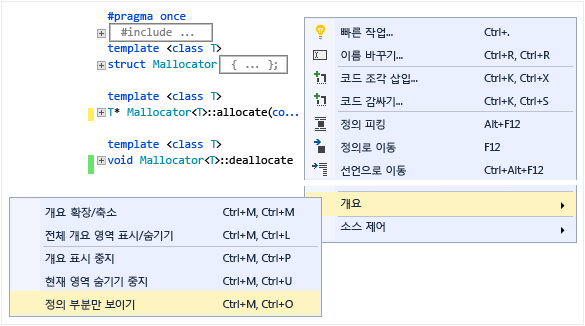 #pragma once
#include ...
template <class T>
struct Mallocator { ... };
template <class T>
T* Mallocator<T>::allocate(co...
template <class T>
void Mallocator<T>::deallocate
빠른 작업... Ctrl+.
이름 바꾸기... Ctrl+R, Ctrl+R
코드 조각 삽입... Ctrl+K, Ctrl+X
코드 감싸기... Ctrl+K, Ctrl+S
정의 피킹 Alt+F12
정의로 이동 F12
선언으로 이동 Ctrl+Alt+F12
개요
소스 제어
개요 확장/축소 Ctrl+M, Ctrl+M
전체 개요 영역 표시/숨기기 Ctrl+M, Ctrl+L
개요 표시 중지 Ctrl+M, Ctrl+P
현재 영역 숨기기 중지 Ctrl+M, Ctrl+U
정의 부분만 보이기 Ctrl+M, Ctrl+O